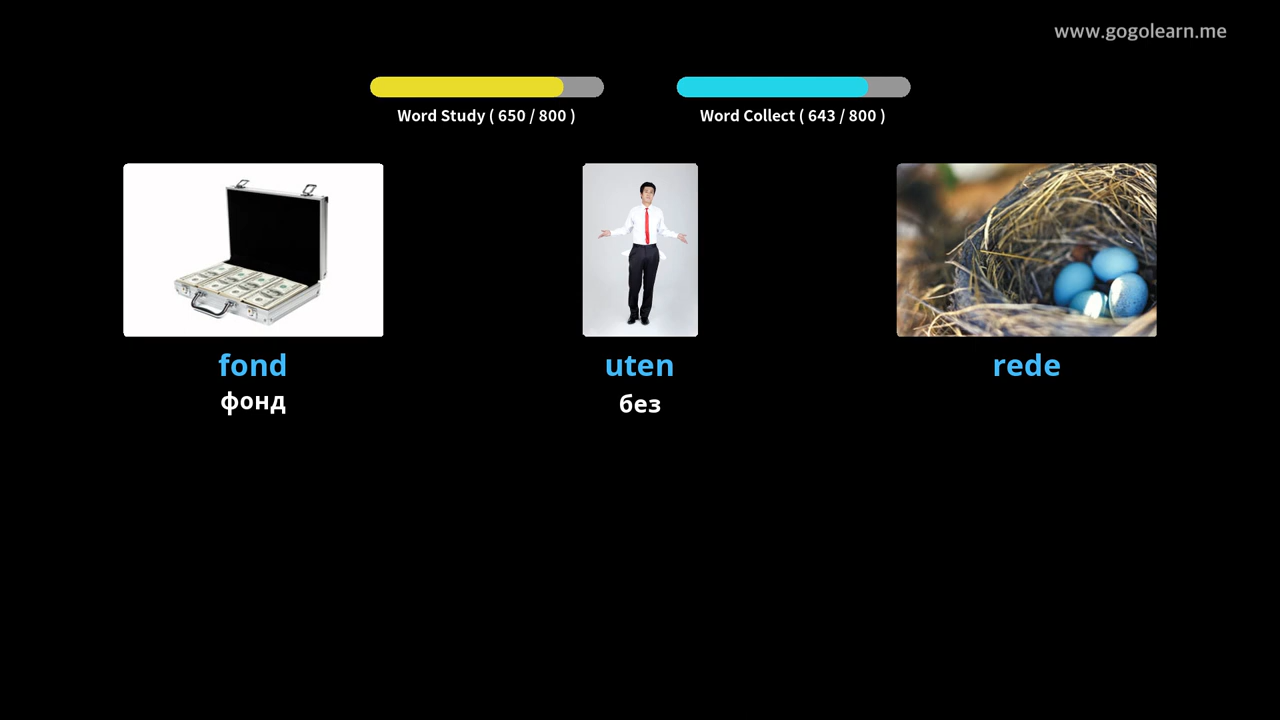 www.gogolearn.me
Word Study ( 650 / 800 )
Word Collect ( 643 / 800 )
fond
фонд
uten
без
rede